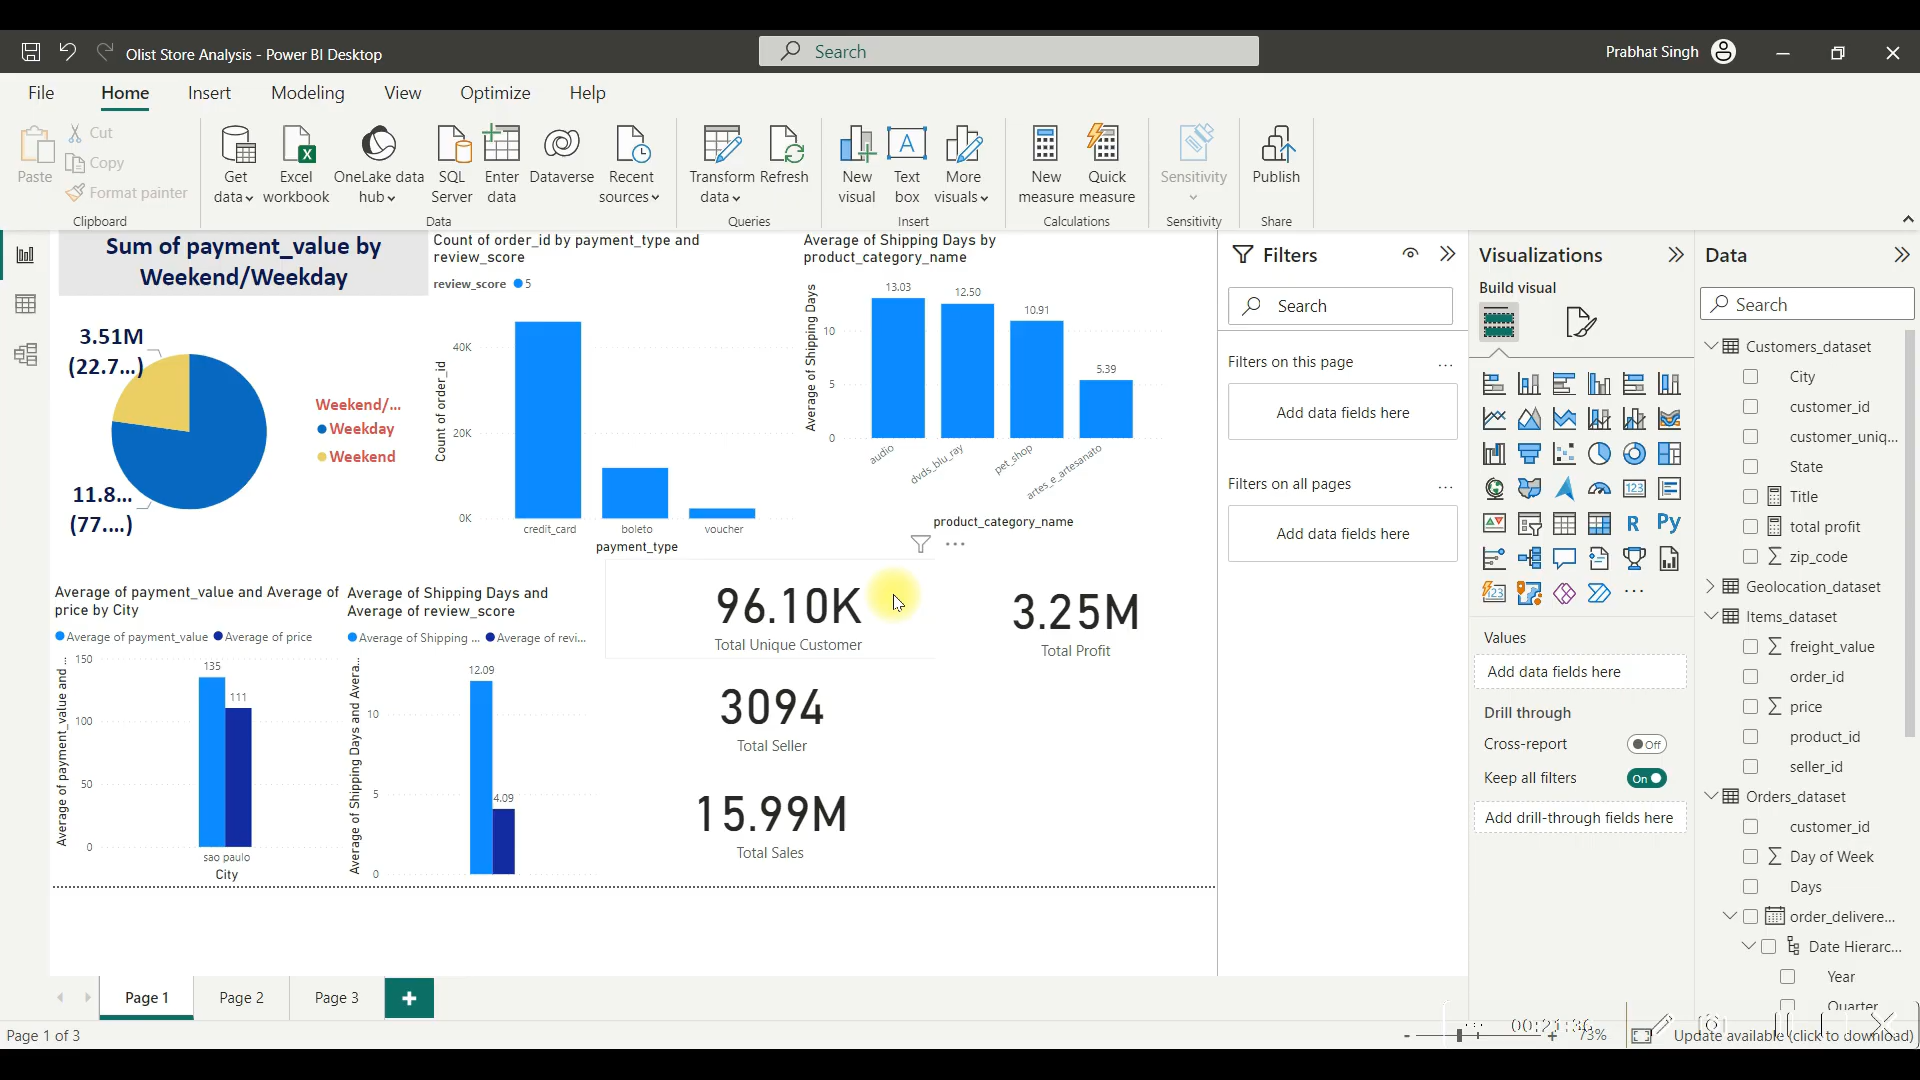 Olist Store Analysis - Power BI Desktop
Search
Prabhat Singh
File
Home
Insert
Modeling
View
Optimize
Help
Paste
Cut
Copy
Format painter
Clipboard
Get
data
Excel
workbook
OneLake data
hub
SQL
Server
Enter
data
Dataverse
Recent
sources
Data
Transform
data
Refresh
Queries
New
visual
Text
box
More
visuals
Insert
New
measure
Quick
measure
Calculations
Sensitivity
Sensitivity
Publish
Share
Sum of payment_value by
Weekend/Weekday
3.51M
(22.7...)
11.8...
(77....)
Weekend/...
Weekday
Weekend
Count of order_id by payment_type and
review_score
review_score 5
Count of order_id
40K
20K
0K
credit_card
boleto
voucher
payment_type
Average of Shipping Days by
product_category_name
Average of Shipping Days
10
5
0
13.03
12.50
10.91
5.39
audio
dvds_blu_ray
pet_shop
artes_e_artesanato
product_category_name
Average of payment_value and Average of
price by City
Average of payment_value
Average of price
Average of payment_value and ...
150
100
50
0
135
111
sao paulo
City
Average of Shipping Days and
Average of review_score
Average of Shipping ...
Average of revi...
Average of Shipping Days and Avera...
10
5
0
12.09
4.09
96.10K
Total Unique Customer
3.25M
Total Profit
3094
Total Seller
15.99M
Total Sales
Filters
Search
Filters on this page
Add data fields here
Filters on all pages
Add data fields here
Visualizations
Build visual
123
R
Py
123
Values
Add data fields here
Drill through
Cross-report
Off
Keep all filters
On
Add drill-through fields here
Data
Search
Customers_dataset
City
customer_id
customer_uniq...
State
Title
total profit
zip_code
Geolocation_dataset
Items_dataset
freight_value
order_id
price
product_id
seller_id
Orders_dataset
customer_id
Day of Week
Days
order_delivere...
Date Hierarc...
Year
Quarter
Page 1
Page 2
Page 3
Page 1 of 3
73%
Update available (click to download)